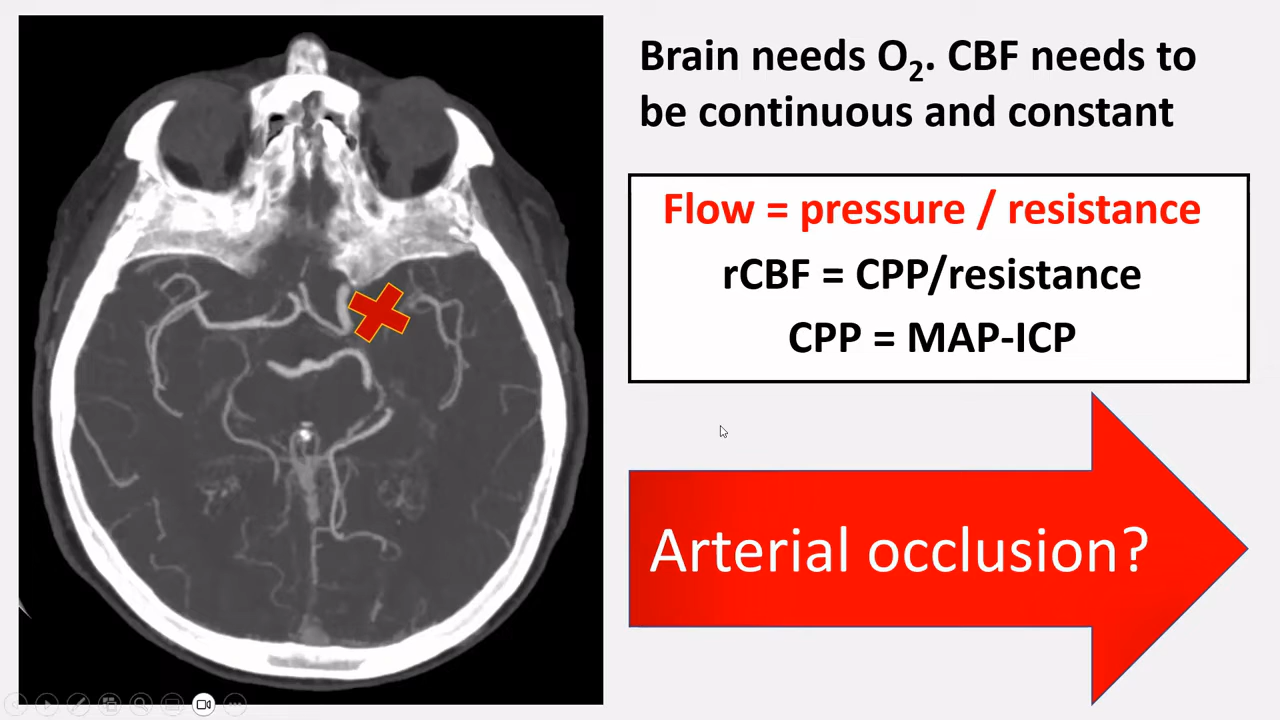 Brain needs O₂. CBF needs to
be continuous and constant
Flow = pressure / resistance
rCBF = CPP/resistance
CPP = MAP-ICP
Arterial occlusion?